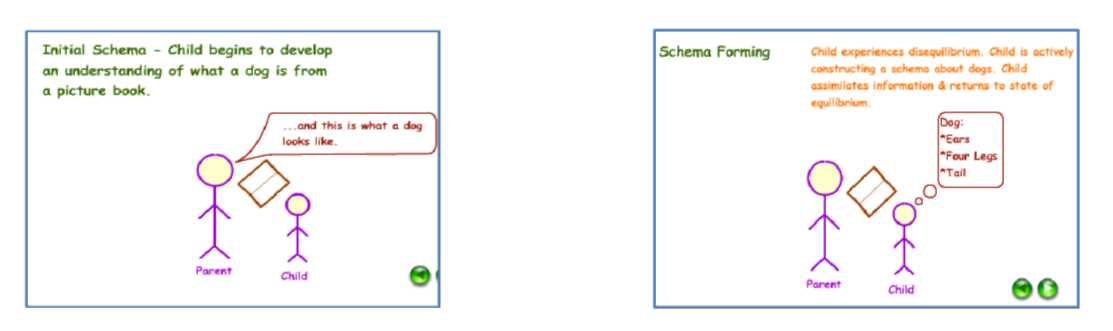 Initial Schema - Child begins to develop
an understanding of what a dog is from
a picture book.
...and this is what a dog
looks like.
Parent
Child
Schema Forming
Child experiences disequilibrium. Child is actively
constructing a schema about dogs. Child
assimilates information & returns to state of
equilibrium.
Dog:
*Ears
*Four Legs
*Tail
Parent
Child